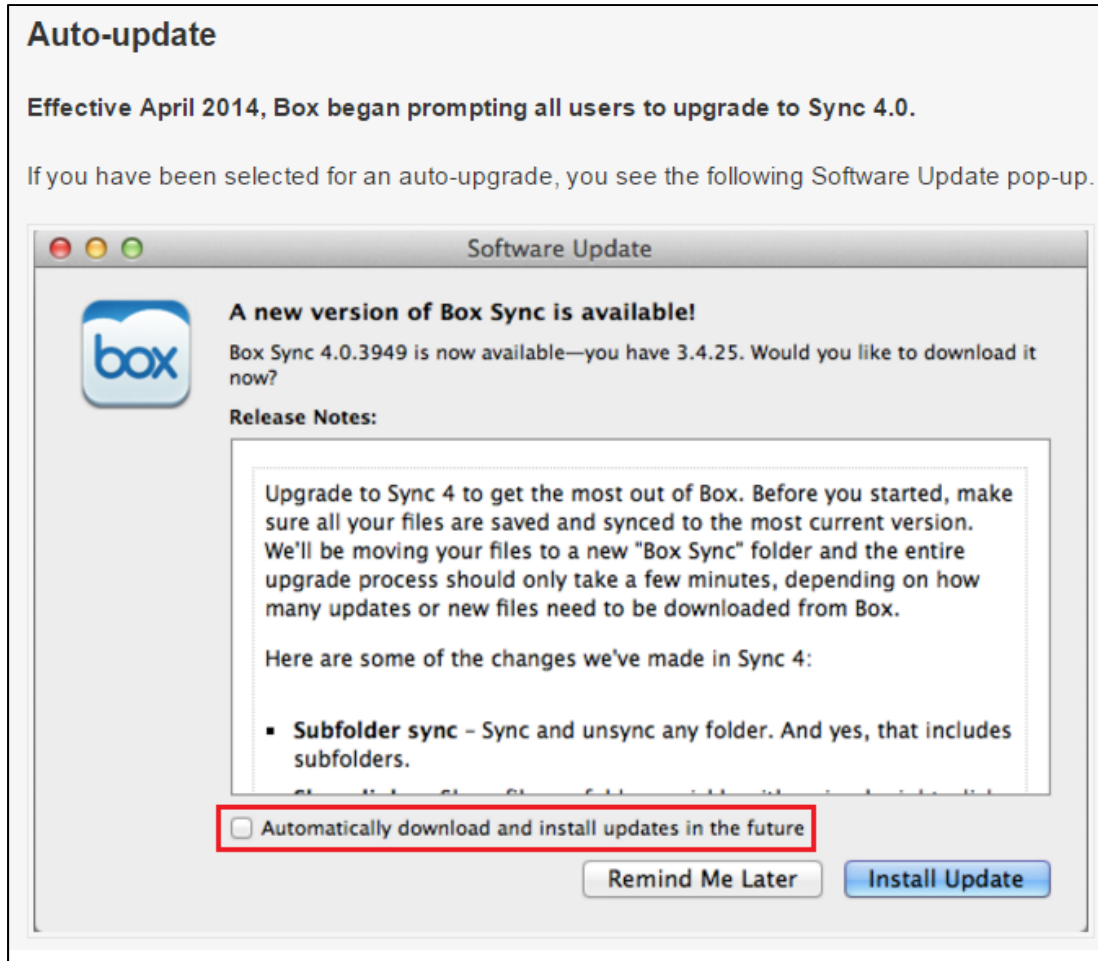 Auto-update
Effective April 2014, Box began prompting all users to upgrade to Sync 4.0.
If you have been selected for an auto-upgrade, you see the following Software Update pop-up.
Software Update
box
A new version of Box Sync is available!
Box Sync 4.0.3949 is now available—you have 3.4.25. Would you like to download it
now?
Release Notes:
Upgrade to Sync 4 to get the most out of Box. Before you started, make
sure all your files are saved and synced to the most current version.
We'll be moving your files to a new "Box Sync" folder and the entire
upgrade process should only take a few minutes, depending on how
many updates or new files need to be downloaded from Box.
Here are some of the changes we've made in Sync 4:
▪ Subfolder sync – Sync and unsync any folder. And yes, that includes
subfolders.
Automatically download and install updates in the future
Remind Me Later
Install Update